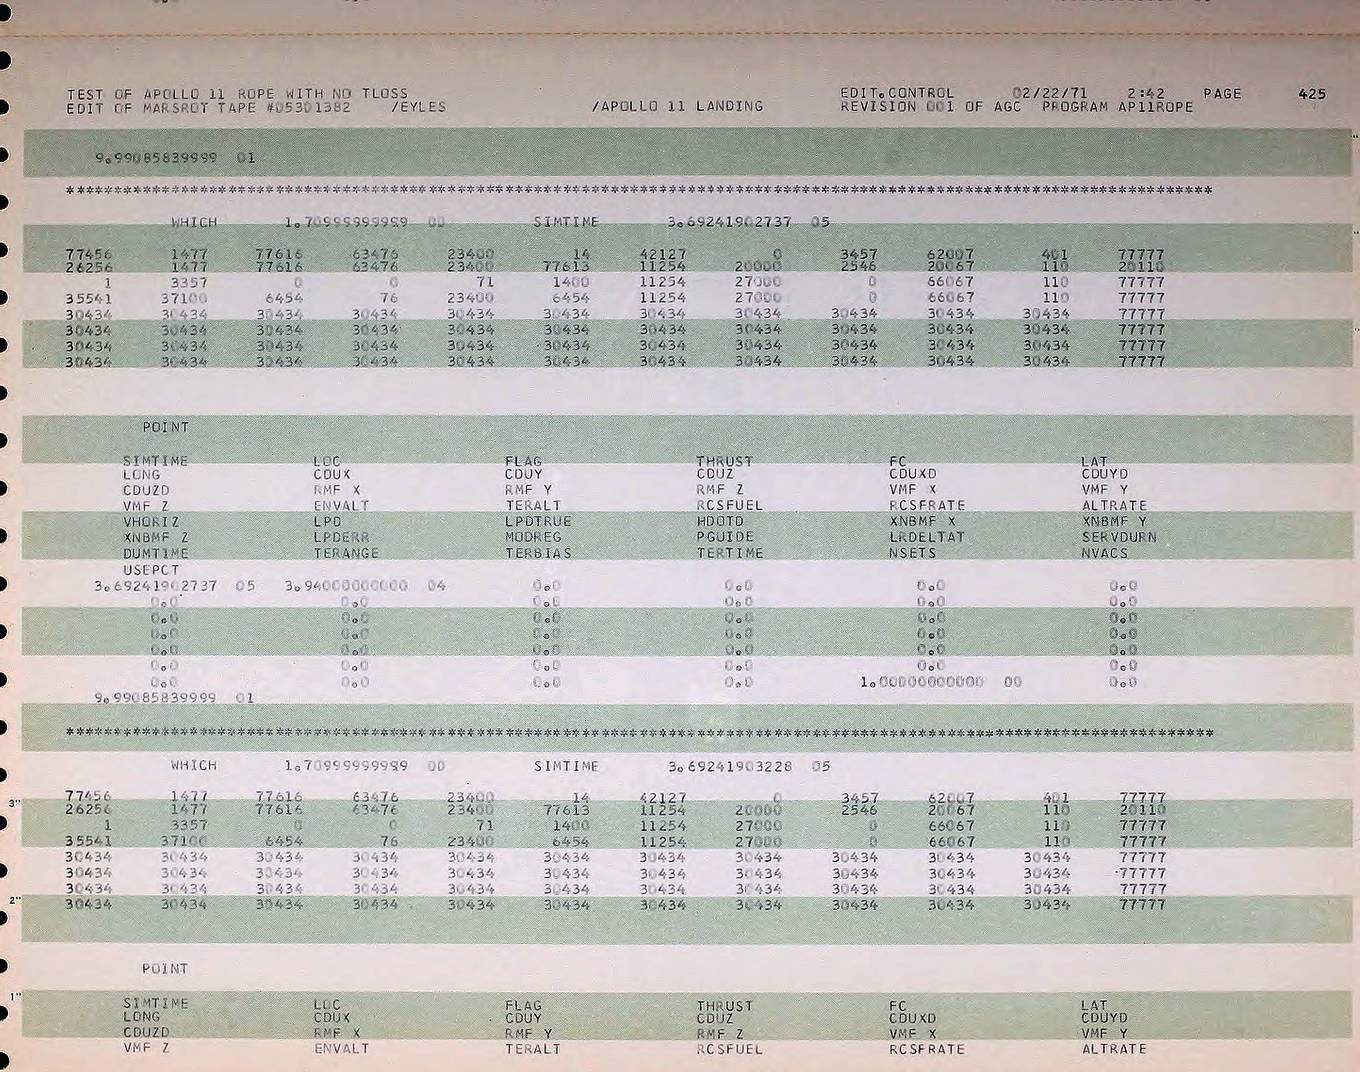 TEST OF APOLLO 11 ROPE WITH NO TLOSS EDIT.CONTROL 02/22/71 2:42 PAGE 425
EDIT OF MARSROT TAPE #05301382 /EYLES /APOLLO 11 LANDING REVISION 001 OF AGC PROGRAM AP11ROPE
9.99085839999 01
************************************************************************************************************************
WHICH 1.70999999999 00 SIMTIME 3.69241902737 05
77456 1477 77616 63476 23400 14 42127 0 3457 62007 401 77777
26256 1477 77616 63476 23400 77613 11254 20000 2546 20067 110 20110
1 3357 0 0 71 1400 11254 27000 0 66067 110 77777
35541 37100 6454 76 23400 6454 11254 27000 0 66067 110 77777
30434 30434 30434 30434 30434 30434 30434 30434 30434 30434 30434 77777
30434 30434 30434 30434 30434 30434 30434 30434 30434 30434 30434 77777
30434 30434 30434 30434 30434 30434 30434 30434 30434 30434 30434 77777
30434 30434 30434 30434 30434 30434 30434 30434 30434 30434 30434 77777
POINT
SIMTIME LOC FLAG THRUST FC LAT
LONG CDUX CDUY CDUZ CDUXD CDUYD
CDUZD RMF X RMF Y RMF Z VMF X VMF Y
VMF Z ENVALT TERALT RCSFUEL RCSFRATE ALTRATE
VHORIZ LPD LPDTRUE HDOTD XNBMF X XNBMF Y
XNBMF Z LPDERR MODREG PGUIDE LRDELTAT SERVDURN
DUMTIME TERANGE TERBIAS TERTIME NSETS NVACS
USEPCT
3.69241902737 05 3.94000000000 04 0.0 0.0 0.0 0.0
0.0 0.0 0.0 0.0 0.0 0.0
0.0 0.0 0.0 0.0 0.0 0.0
0.0 0.0 0.0 0.0 0.0 0.0
0.0 0.0 0.0 0.0 0.0 0.0
0.0 0.0 0.0 0.0 0.0 0.0
0.0 0.0 0.0 0.0 1.00000000000 00 0.0
9.99085839999 01
************************************************************************************************************************
WHICH 1.70999999999 00 SIMTIME 3.69241903228 05
77456 1477 77616 63476 23400 14 42127 0 3457 62007 401 77777
26256 1477 77616 63476 23400 77613 11254 20000 2546 20067 110 20110
1 3357 0 0 71 1400 11254 27000 0 66067 110 77777
35541 37100 6454 76 23400 6454 11254 27000 0 66067 110 77777
30434 30434 30434 30434 30434 30434 30434 30434 30434 30434 30434 77777
30434 30434 30434 30434 30434 30434 30434 30434 30434 30434 30434 77777
30434 30434 30434 30434 30434 30434 30434 30434 30434 30434 30434 77777
30434 30434 30434 30434 30434 30434 30434 30434 30434 30434 30434 77777
POINT
SIMTIME LOC FLAG THRUST FC LAT
LONG CDUX CDUY CDUZ CDUXD CDUYD
CDUZD RMF X RMF Y RMF Z VMF X VMF Y
VMF Z ENVALT TERALT RCSFUEL RCSFRATE ALTRATE
3"
2"
1"